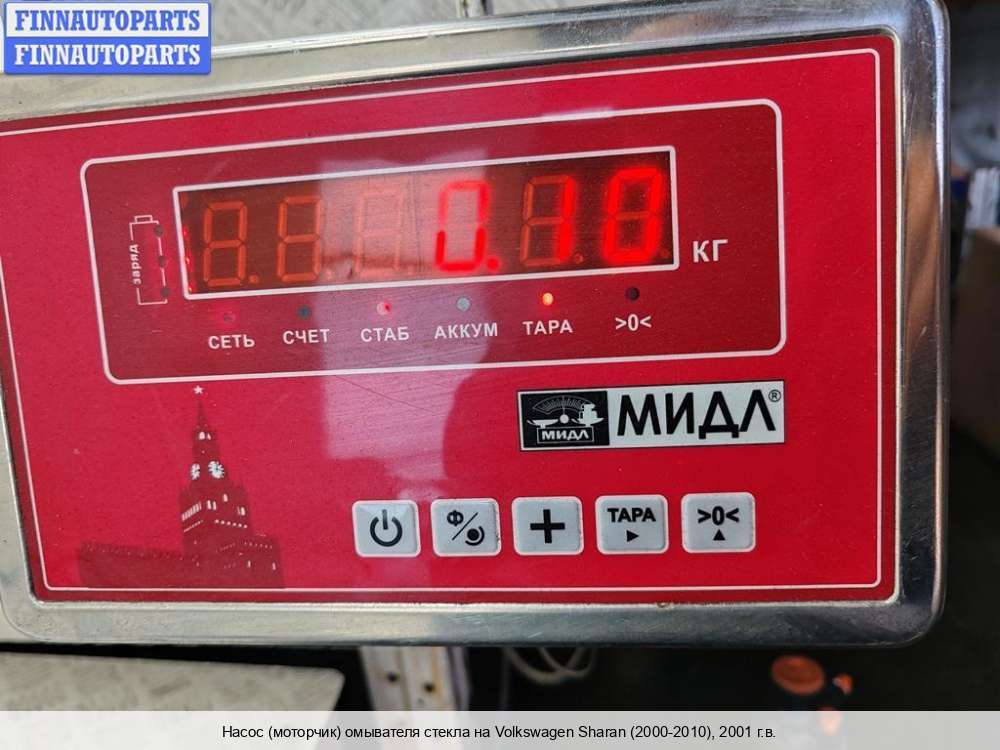 FINNAUTOPARTS
FINNAUTOPARTS
0.10
КГ
заряд
СЕТЬ СЧЕТ СТАБ АККУМ ТАРА >0<
МИДЛ МИДЛ®
Ф/ + ТАРА >0<
Насос (моторчик) омывателя стекла на Volkswagen Sharan (2000-2010), 2001 г.в.